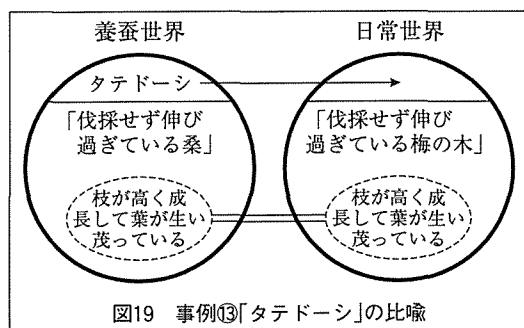 養蚕世界
日常世界
タテドーシ
「伐採せず伸び
過ぎている桑」
「伐採せず伸び
過ぎている梅の木」
枝が高く成
長して葉が生い
茂っている
枝が高く成
長して葉が生い
茂っている
図19 事例⑬「タテドーシ」の比喩